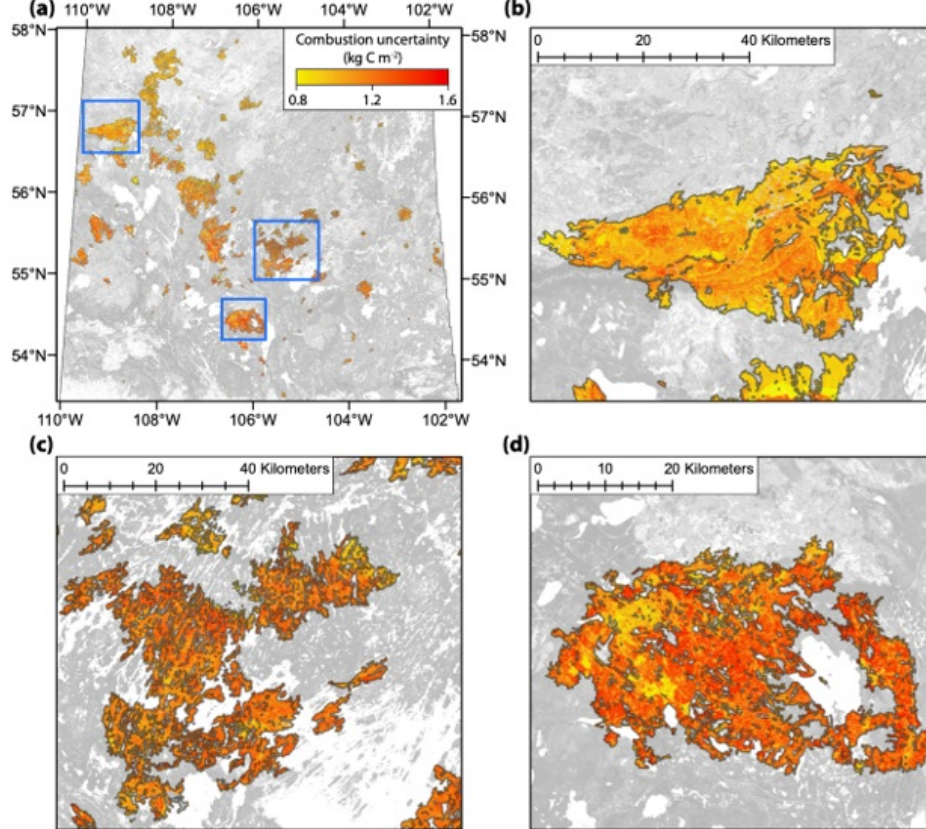 (a)
110°W 108°W 106°W 104°W 102°W
58°N
57°N
56°N
55°N
54°N
58°N
57°N
56°N
55°N
54°N
Combustion uncertainty
(kg C m⁻²)
0.8 1.2 1.6
110°W 108°W 106°W 104°W 102°W
(b)
0 20 40 Kilometers
(c)
0 20 40 Kilometers
(d)
0 10 20 Kilometers